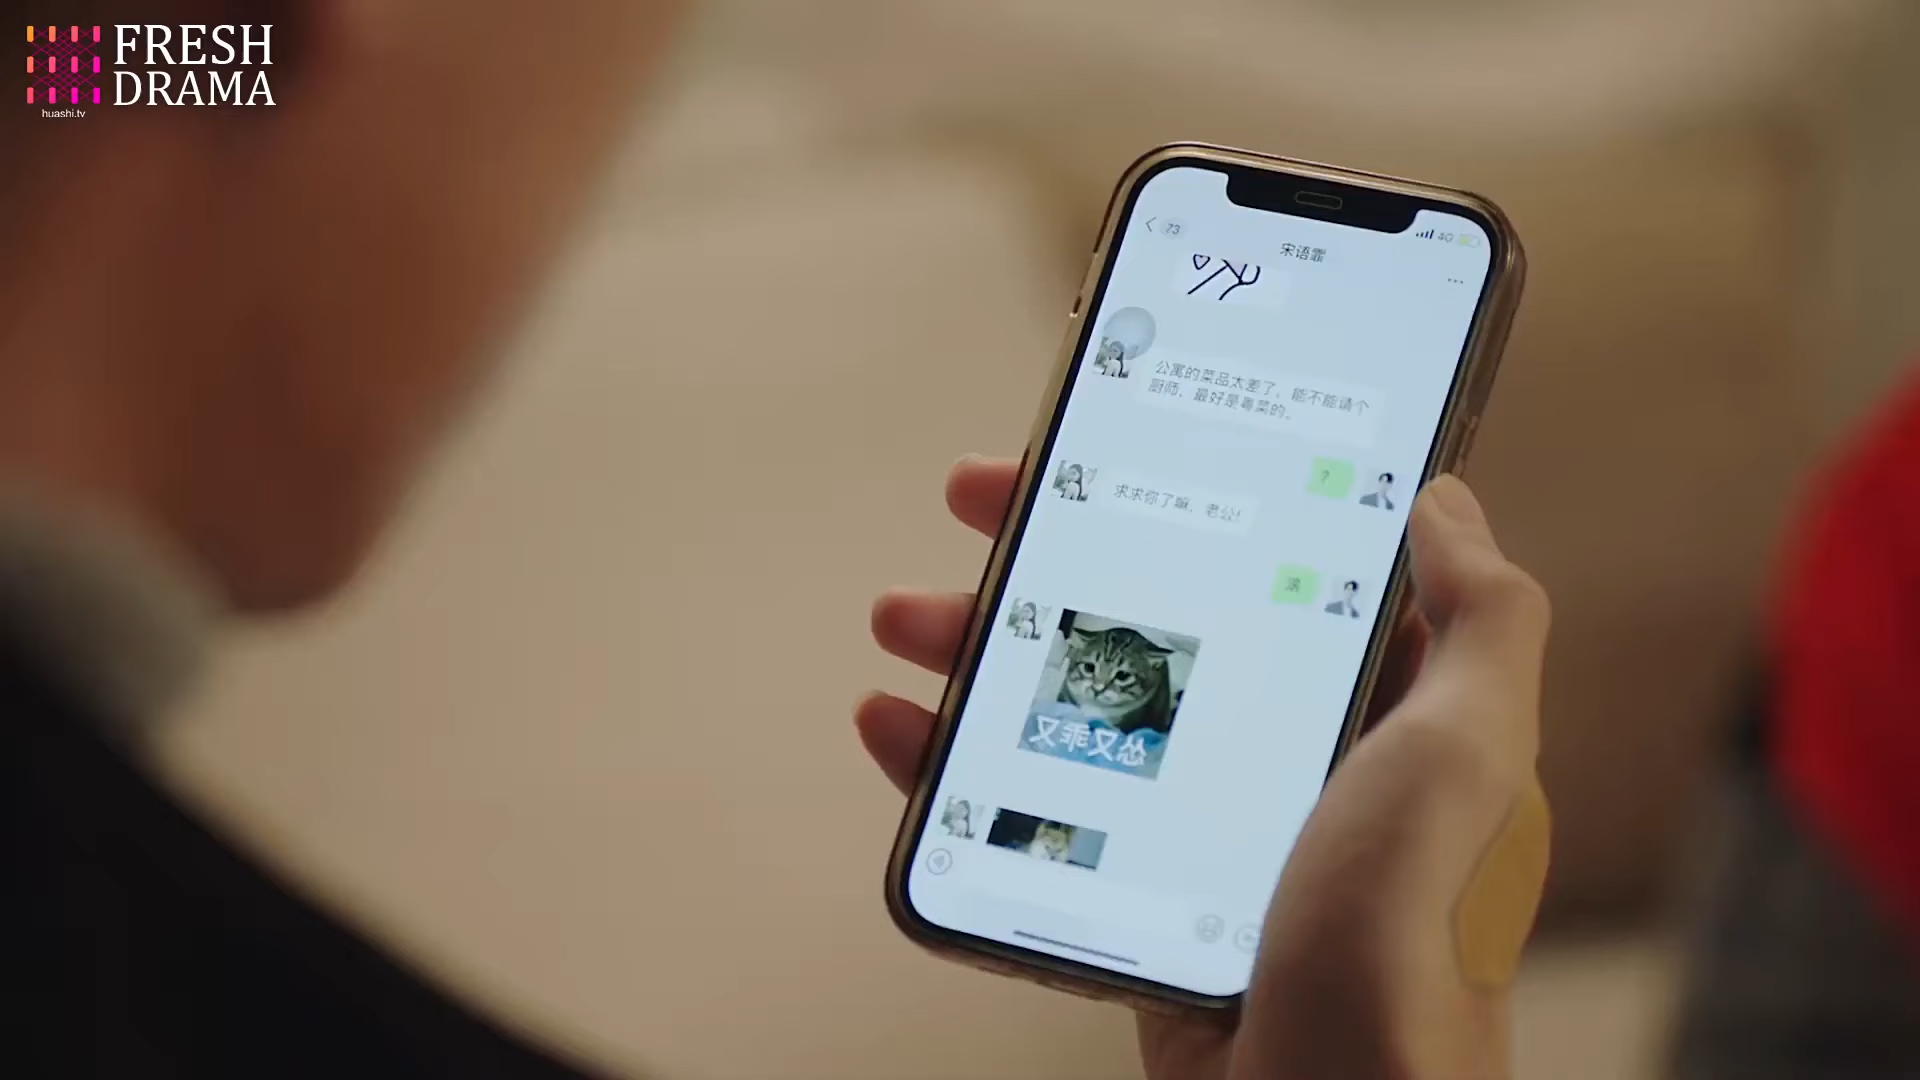 FRESH
DRAMA
huashi.tv
73
4G
宋语霏
公寓的菜品太差了，能不能请个
厨师，最好是粤菜的。
?
求求你了嘛，老公!
滚
又乖又怂